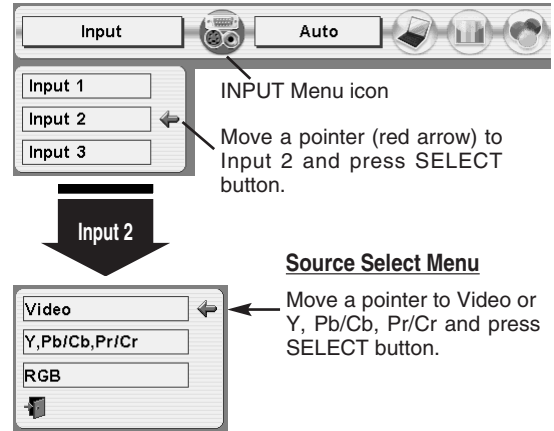 Input
Auto
Input 1
Input 2
Input 3
INPUT Menu icon
Move a pointer (red arrow) to
Input 2 and press SELECT
button.
Input 2
Source Select Menu
Video
Y,Pb/Cb,Pr/Cr
RGB
Move a pointer to Video or
Y, Pb/Cb, Pr/Cr and press
SELECT button.